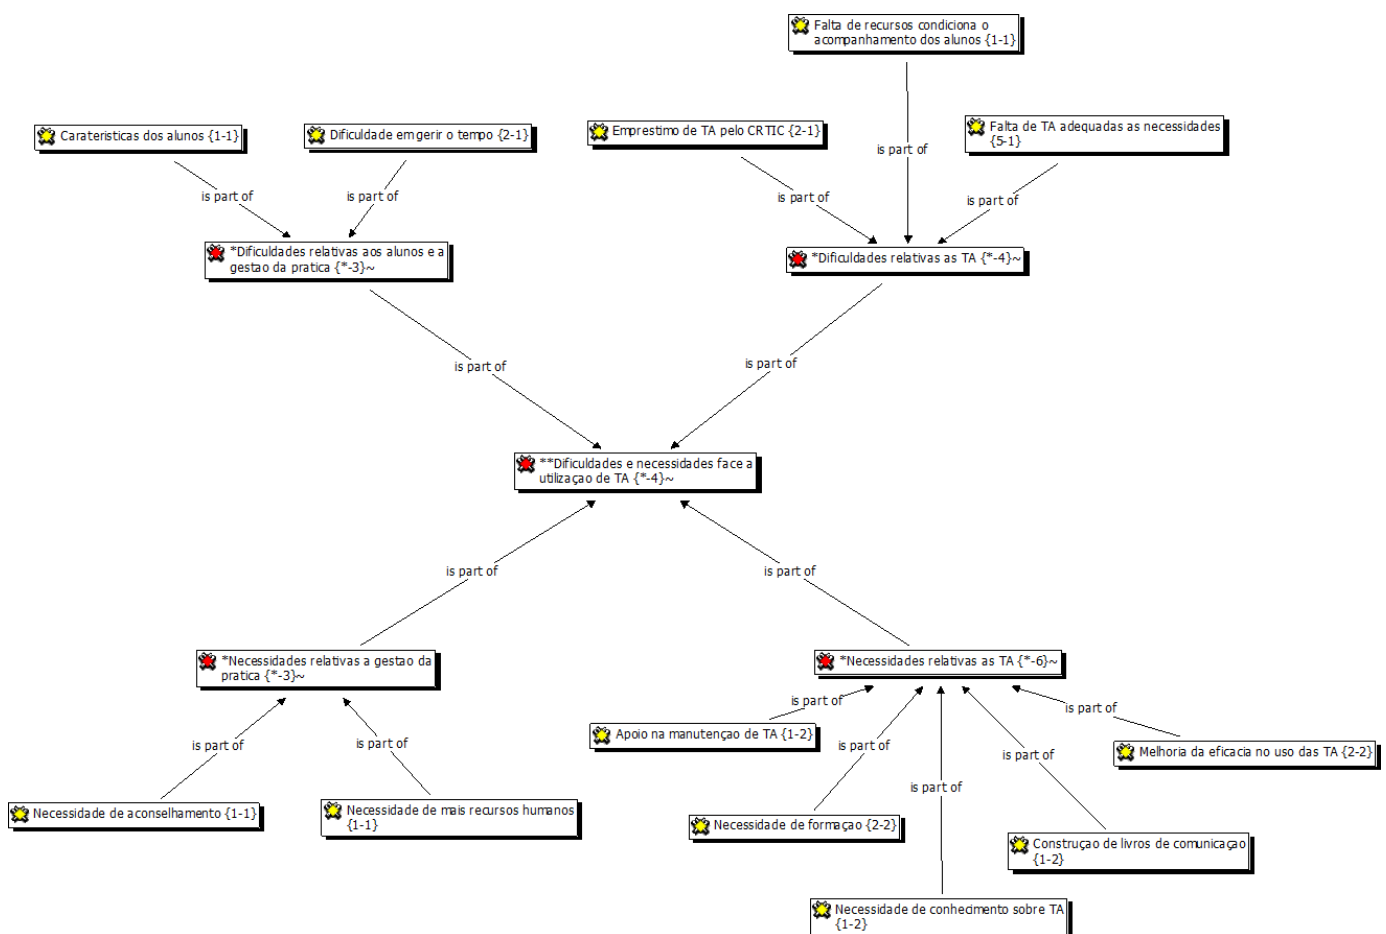 Falta de recursos condiciona o
acompanhamento dos alunos {1-1}
Carateristicas dos alunos {1-1}
Dificuldade em gerir o tempo {2-1}
Emprestimo de TA pelo CRTIC {2-1}
Falta de TA adequadas as necessidades
{5-1}
is part of
is part of
is part of
is part of
is part of
*Dificuldades relativas aos alunos e a
gestao da pratica {*-3}~
*Dificuldades relativas as TA {*-4}~
is part of
is part of
**Dificuldades e necessidades face a
utilizaçao de TA {*-4}~
is part of
is part of
*Necessidades relativas a gestao da
pratica {*-3}~
*Necessidades relativas as TA {*-6}~
is part of
is part of
is part of
is part of
is part of
is part of
is part of
Apoio na manutençao de TA {1-2}
Melhoria da eficacia no uso das TA {2-2}
Necessidade de aconselhamento {1-1}
Necessidade de mais recursos humanos
{1-1}
Necessidade de formaçao {2-2}
Construçao de livros de comunicaçao
{1-2}
Necessidade de conhecimento sobre TA
{1-2}